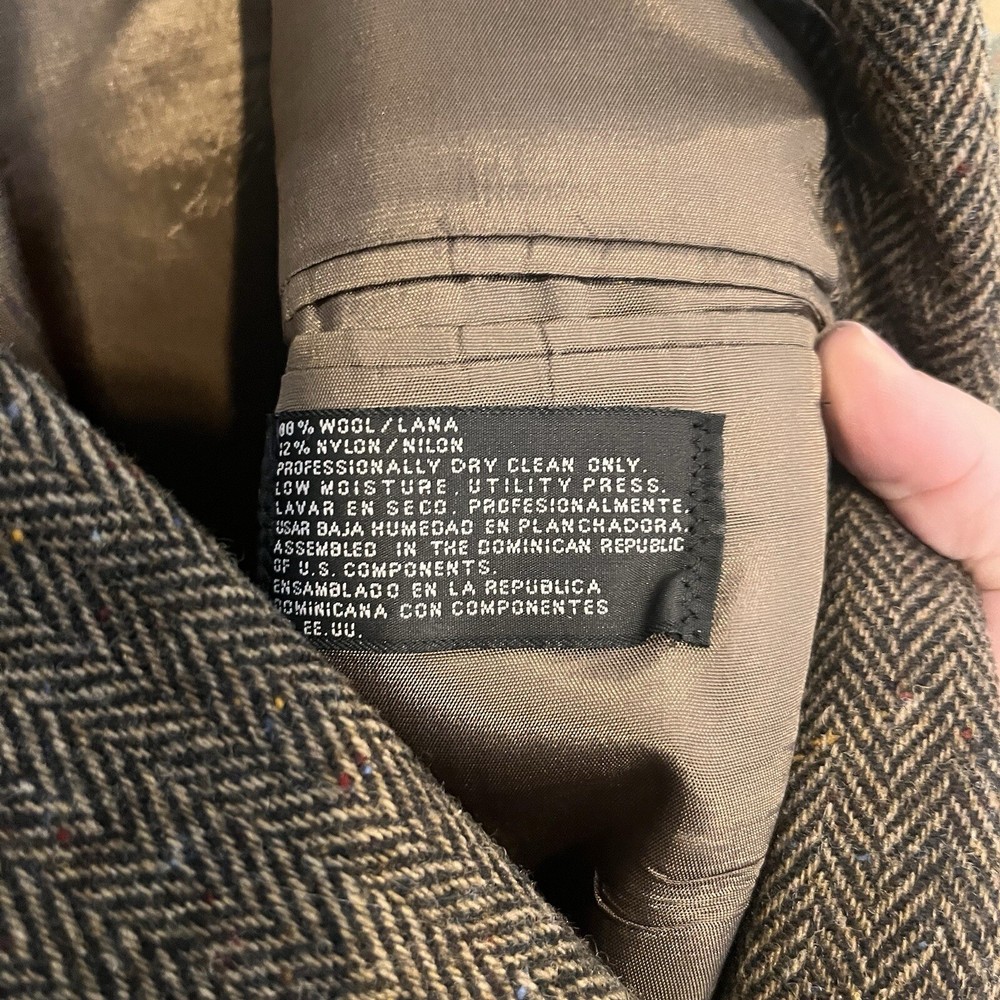 88% WOOL/LANA
12% NYLON/NILON
PROFESSIONALLY DRY CLEAN ONLY.
LOW MOISTURE, UTILITY PRESS.
LAVAR EN SECO. PROFESIONALMENTE.
USAR BAJA HUMEDAD EN PLANCHADORA.
ASSEMBLED IN THE DOMINICAN REPUBLIC
OF U.S. COMPONENTS.
ENSAMBLADO EN LA REPUBLICA
DOMINICANA CON COMPONENTES
EE.UU.